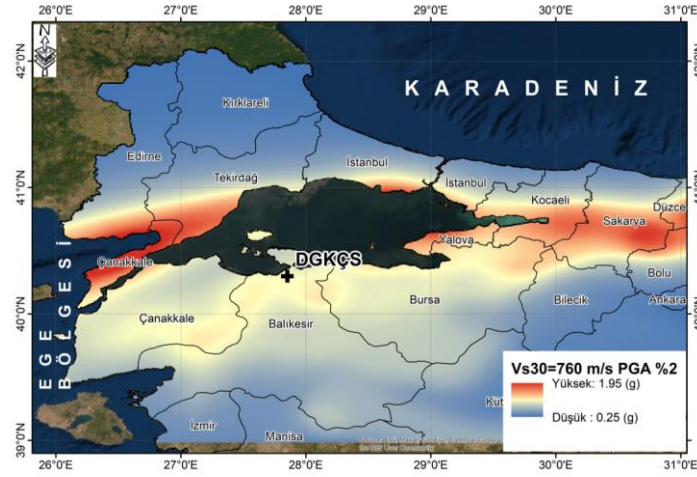 26°0'E 27°0'E 28°0'E 29°0'E 30°0'E 31°0'E
N
42°0'N
KARADENİZ
Kırklareli
Edirne
İstanbul
Tekirdağ
41°0'N
İstanbul
Kocaeli
Düzce
Sakarya
Yalova
Çanakkale
DGKÇS
Bolu
EGE
BÖLGESİ
Bursa
Bilecik
Ankara
40°0'N
Çanakkale
Balıkesir
Vs30=760 m/s PGA %2
Yüksek: 1.95 (g)
Düşük : 0.25 (g)
Küt
İzmir
Manisa
39°0'N
26°0'E 27°0'E 28°0'E 29°0'E 30°0'E 31°0'E